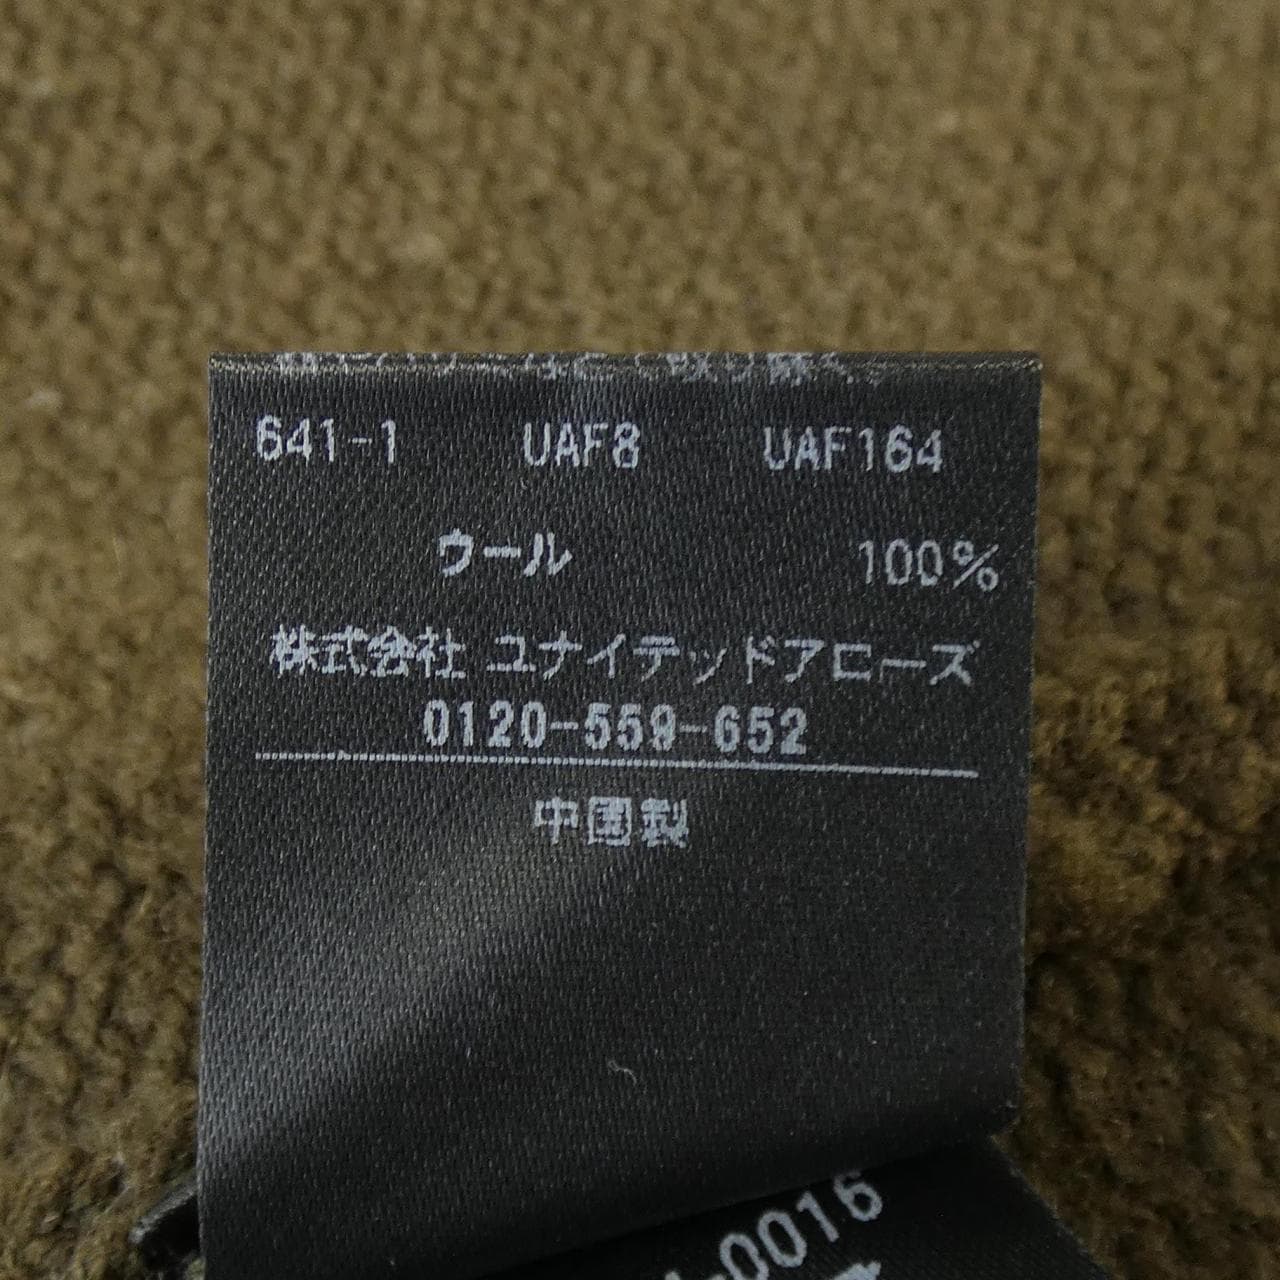 641-1 UAF8 UAF164
ウール 100%
株式会社 ユナイテッドアローズ
0120-559-652
中国製
-0016